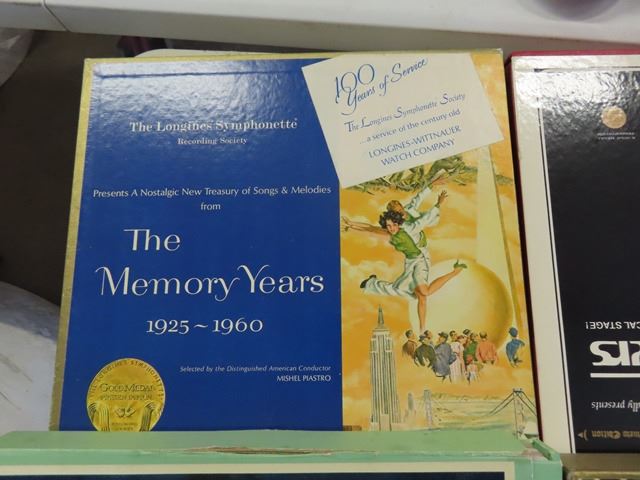 100
Years of Service
The Longines Symphonette Society
...a service of the century old
LONGINES-WITTNAUER
WATCH COMPANY
The Longines Symphonette
Recording Society
Presents A Nostalgic New Treasury of Songs & Melodies
from
The
Memory Years
1925~1960
Selected by the Distinguished American Conductor
MISHEL PIASTRO
GOLD MEDAL
CAL STAGE!